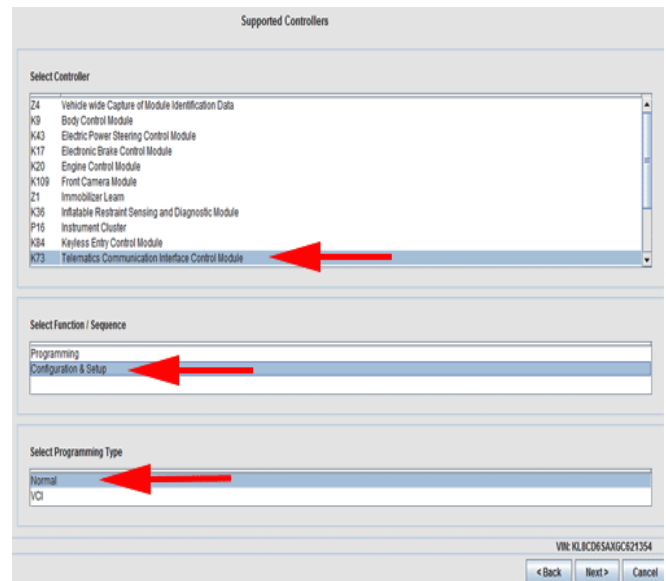 Supported Controllers
Select Controller
Z4 Vehicle wide Capture of Module Identification Data
K9 Body Control Module
K43 Electric Power Steering Control Module
K17 Electronic Brake Control Module
K20 Engine Control Module
K109 Front Camera Module
Z1 Immobilizer Learn
K36 Inflatable Restraint Sensing and Diagnostic Module
P16 Instrument Cluster
K84 Keyless Entry Control Module
K73 Telematics Communication Interface Control Module
Select Function / Sequence
Programming
Configuration & Setup
Select Programming Type
Normal
VCI
VIN: KL8CD6SAXGC621354
< Back Next > Cancel